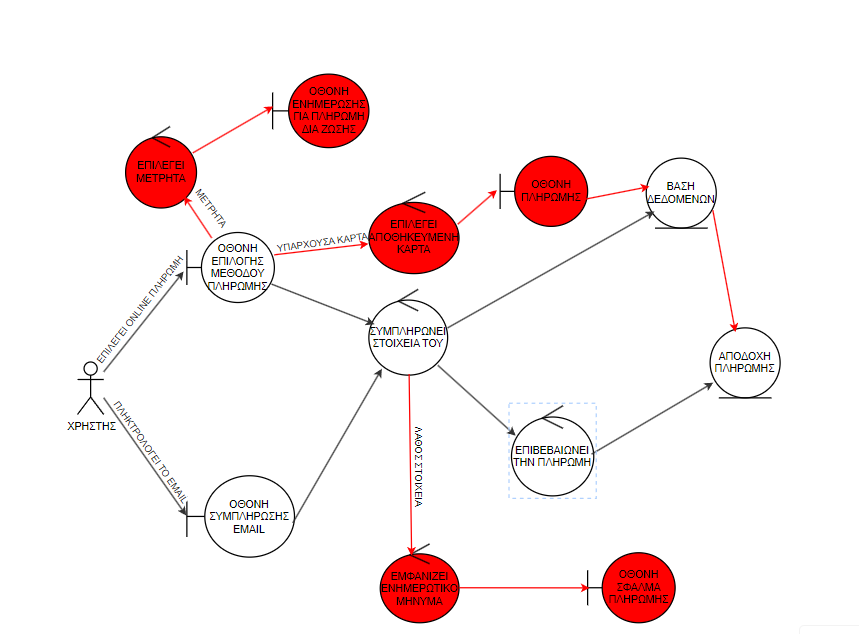 ΟΘΟΝΗ
ΕΝΗΜΕΡΩΣΗΣ
ΓΙΑ ΠΛΗΡΩΜΗ
ΔΙΑ ΖΩΣΗΣ
ΕΠΙΛΕΓΕΙ
ΜΕΤΡΗΤΑ
ΜΕΤΡΗΤΑ
ΟΘΟΝΗ
ΠΛΗΡΩΜΗΣ
ΒΑΣΗ
ΔΕΔΟΜΕΝΩΝ
ΕΠΙΛΕΓΕΙ
ΑΠΟΘΗΚΕΥΜΕΝΗ
ΚΑΡΤΑ
ΥΠΑΡΧΟΥΣΑ ΚΑΡΤΑ
ΟΘΟΝΗ
ΕΠΙΛΟΓΗΣ
ΜΕΘΟΔΟΥ
ΠΛΗΡΩΜΗΣ
ΕΠΙΛΕΓΕΙ ONLINE ΠΛΗΡΩΜΗ
ΣΥΜΠΛΗΡΩΝΕΙ
ΣΤΟΙΧΕΙΑ ΤΟΥ
ΑΠΟΔΟΧΗ
ΠΛΗΡΩΜΗΣ
ΧΡΗΣΤΗΣ
ΠΛΗΚΤΡΟΛΟΓΕΙ ΤΟ EMAIL
ΛΑΘΟΣ ΣΤΟΙΧΕΙΑ
ΕΠΙΒΕΒΑΙΩΝΕΙ
ΤΗΝ ΠΛΗΡΩΜΗ
ΟΘΟΝΗ
ΣΥΜΠΛΗΡΩΣΗΣ
EMAIL
ΕΜΦΑΝΙΖΕΙ
ΕΝΗΜΕΡΩΤΙΚΟ
ΜΗΝΥΜΑ
ΟΘΟΝΗ
ΣΦΑΛΜΑ
ΠΛΗΡΩΜΗΣ